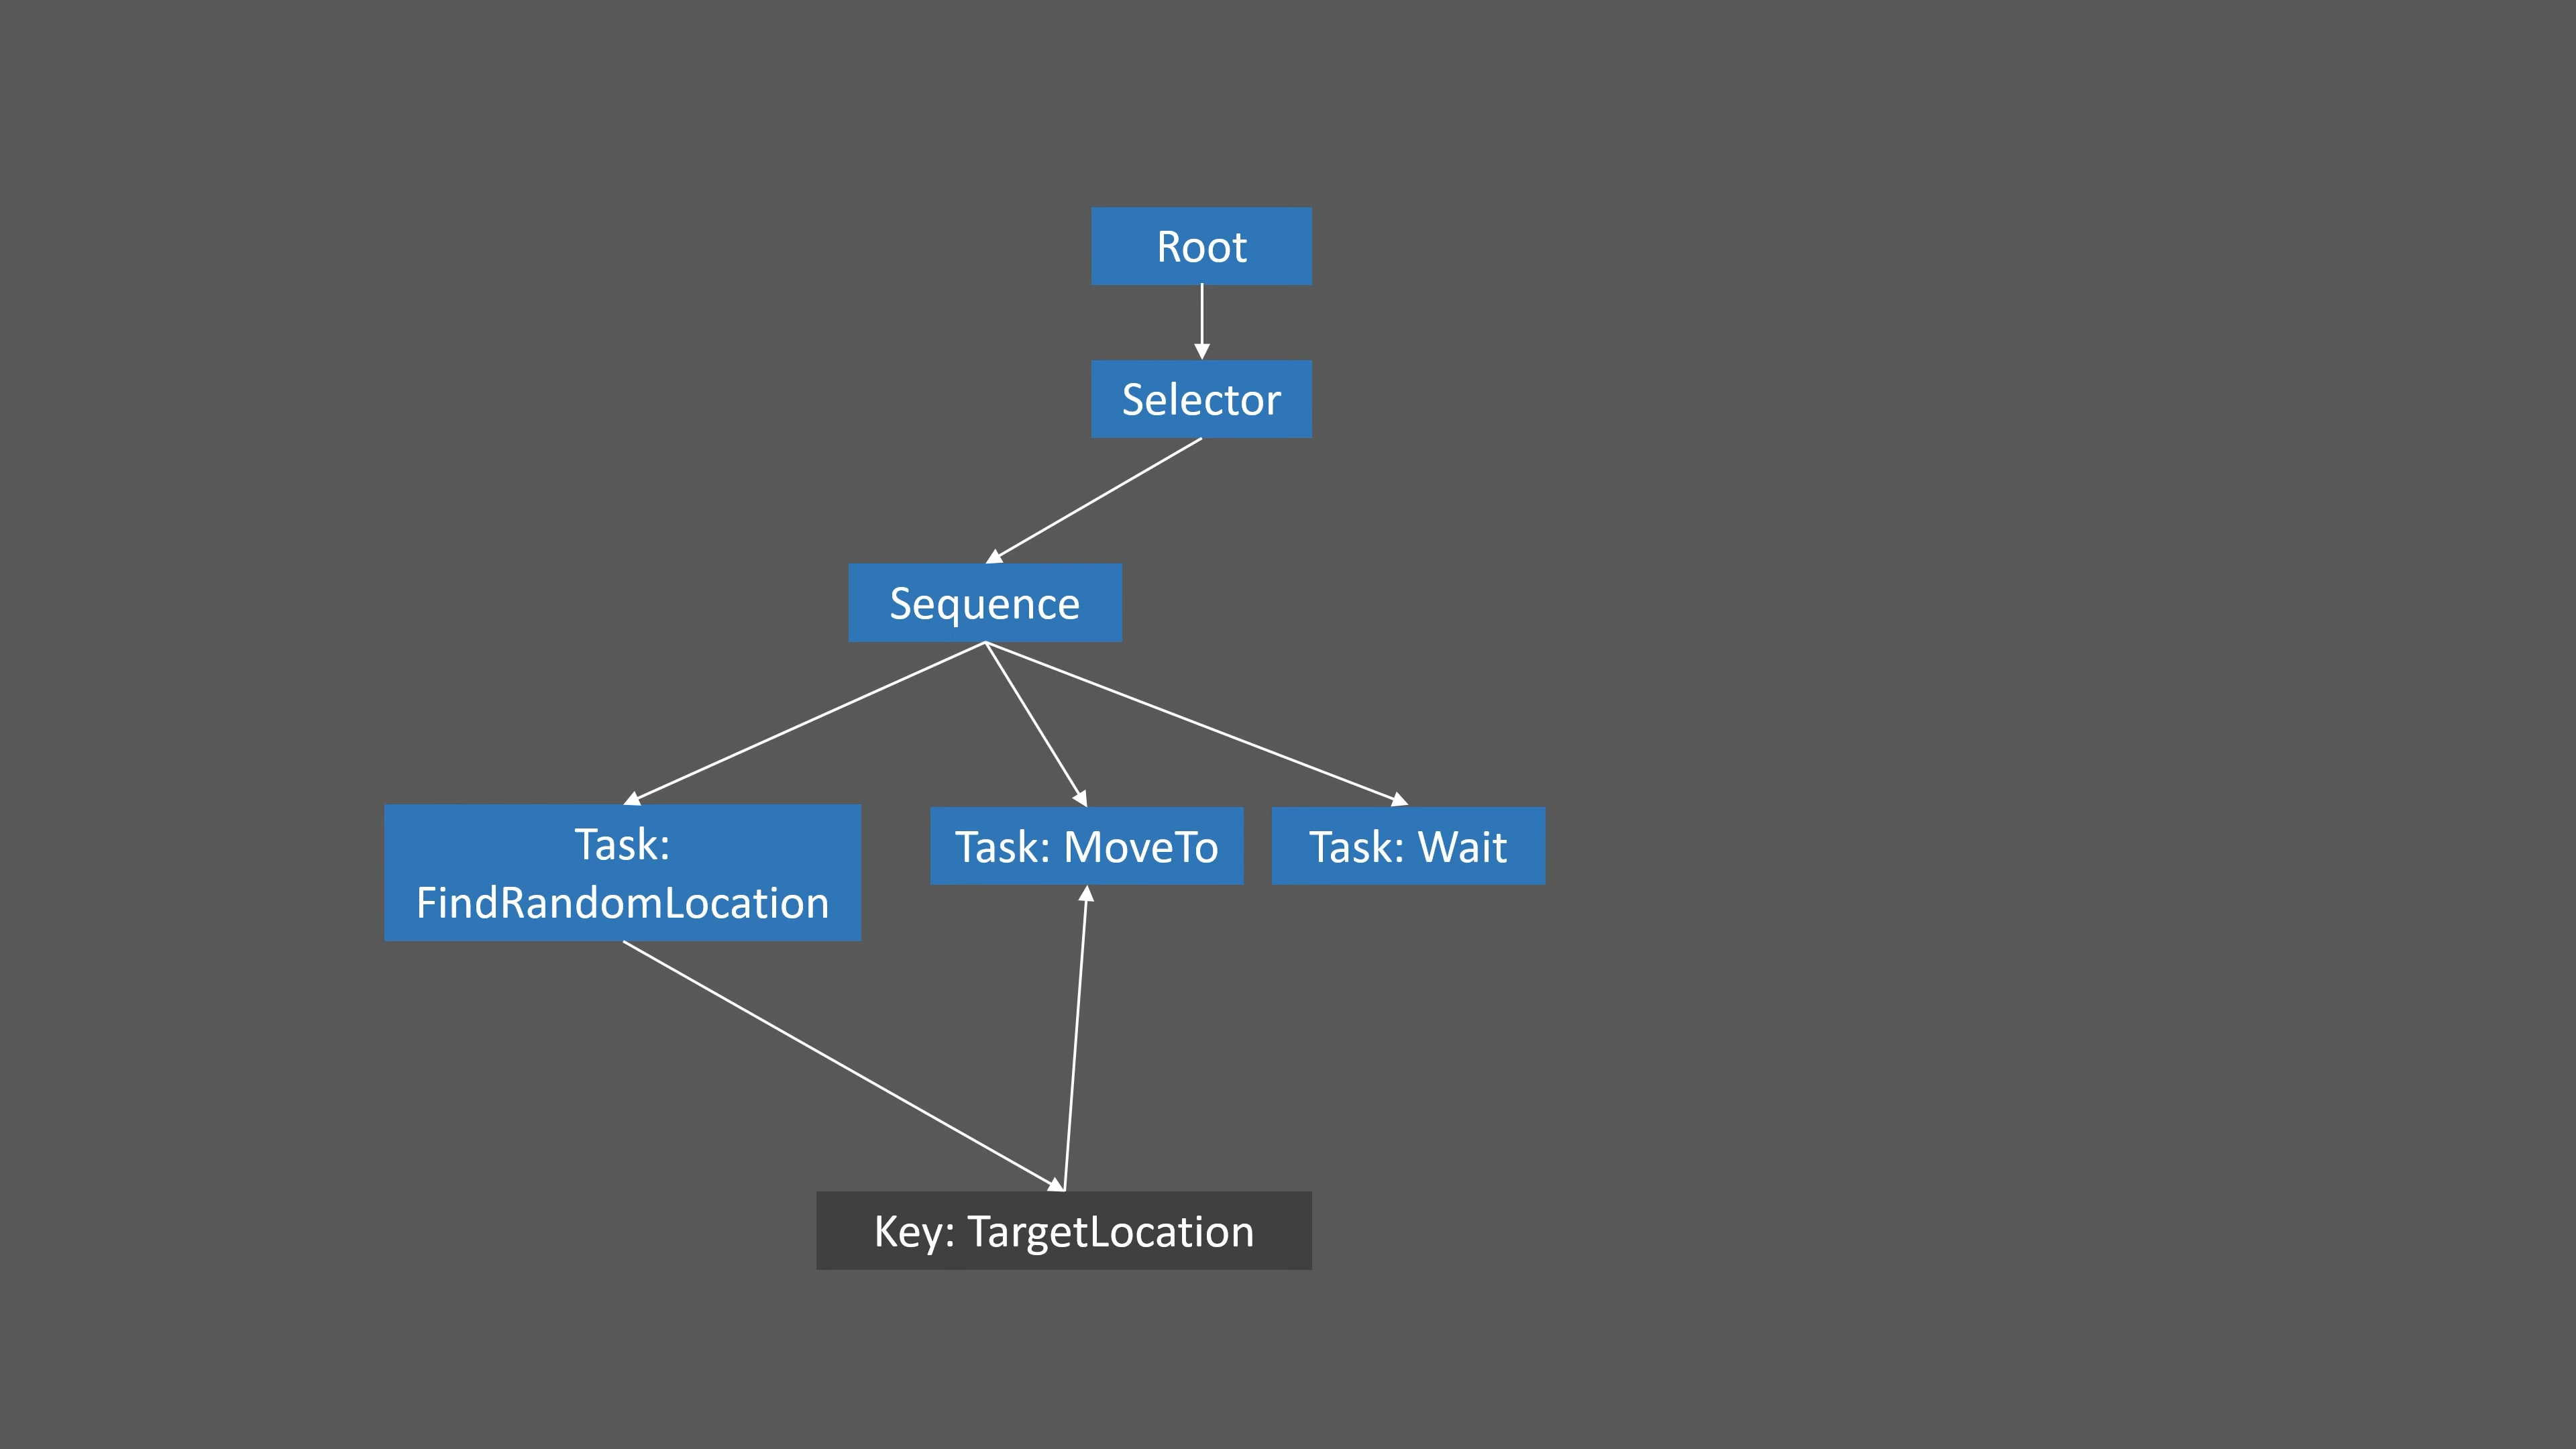 Root
Selector
Sequence
Task:
FindRandomLocation
Task: MoveTo
Task: Wait
Key: TargetLocation